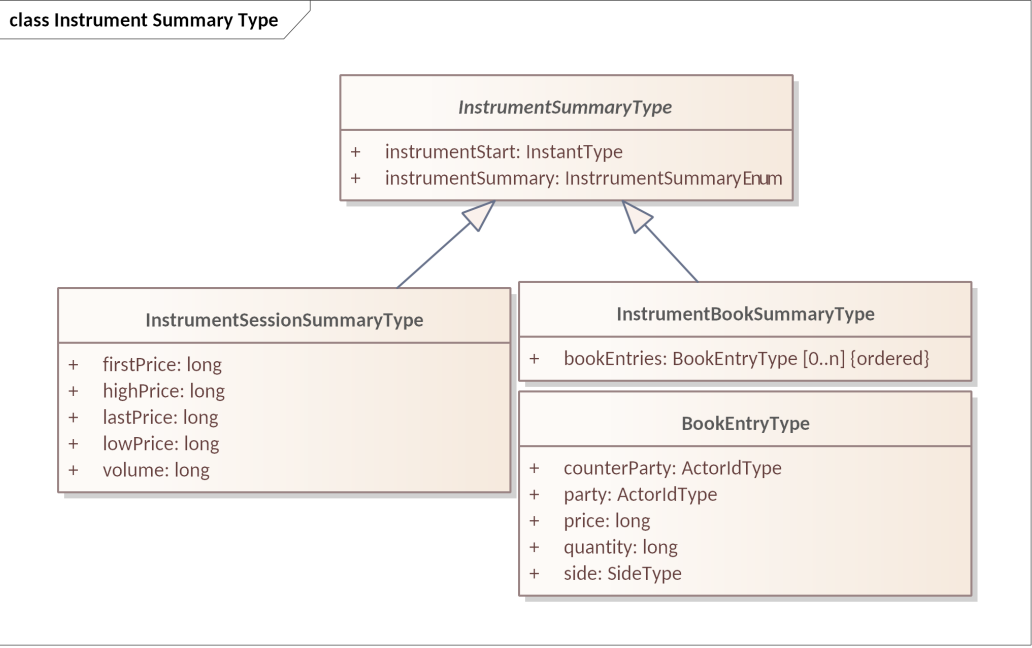 class Instrument Summary Type
InstrumentSummaryType
+ instrumentStart: InstantType
+ instrumentSummary: InstrrumentSummaryEnum
InstrumentSessionSummaryType
+ firstPrice: long
+ highPrice: long
+ lastPrice: long
+ lowPrice: long
+ volume: long
InstrumentBookSummaryType
+ bookEntries: BookEntryType [0..n] {ordered}
BookEntryType
+ counterParty: ActorIdType
+ party: ActorIdType
+ price: long
+ quantity: long
+ side: SideType